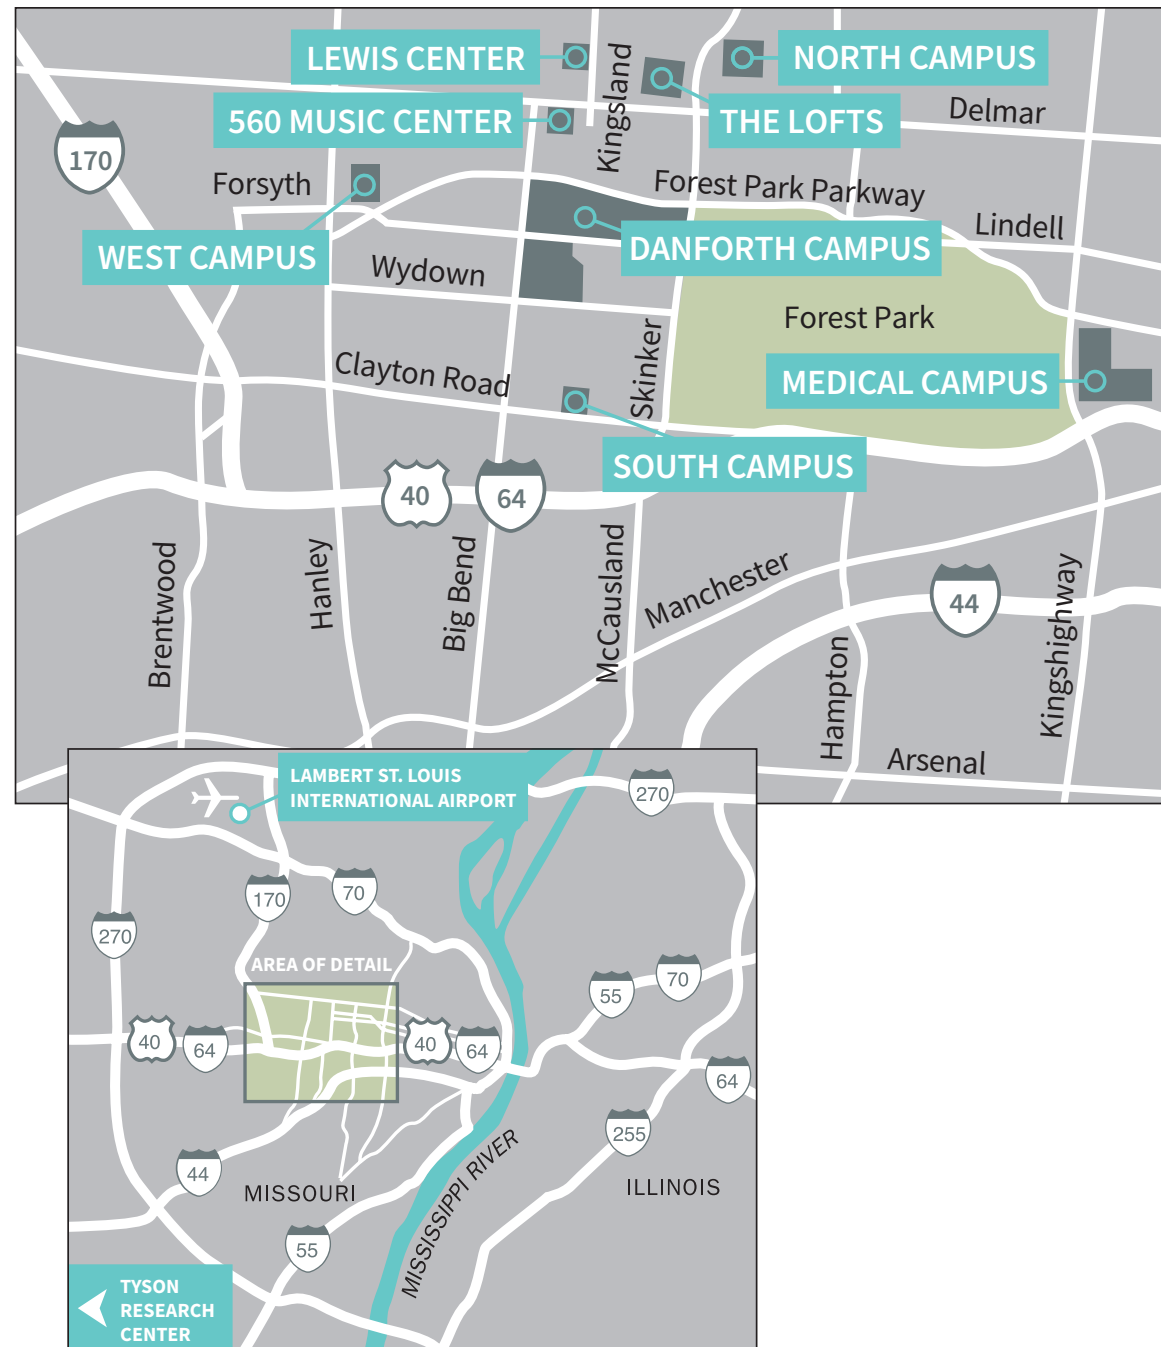 LEWIS CENTER
Kingsland
NORTH CAMPUS
560 MUSIC CENTER
THE LOFTS
Delmar
170
Forsyth
Forest Park Parkway
Lindell
WEST CAMPUS
DANFORTH CAMPUS
Wydown
Forest Park
Clayton Road
Skinker
MEDICAL CAMPUS
SOUTH CAMPUS
40
64
Brentwood
Hanley
Big Bend
McCausland
Manchester
44
Hampton
Kingshighway
Arsenal
LAMBERT ST. LOUIS
INTERNATIONAL AIRPORT
270
170
70
270
AREA OF DETAIL
55
70
40
64
40
64
64
255
44
MISSOURI
MISSISSIPPI RIVER
ILLINOIS
55
TYSON
RESEARCH
CENTER